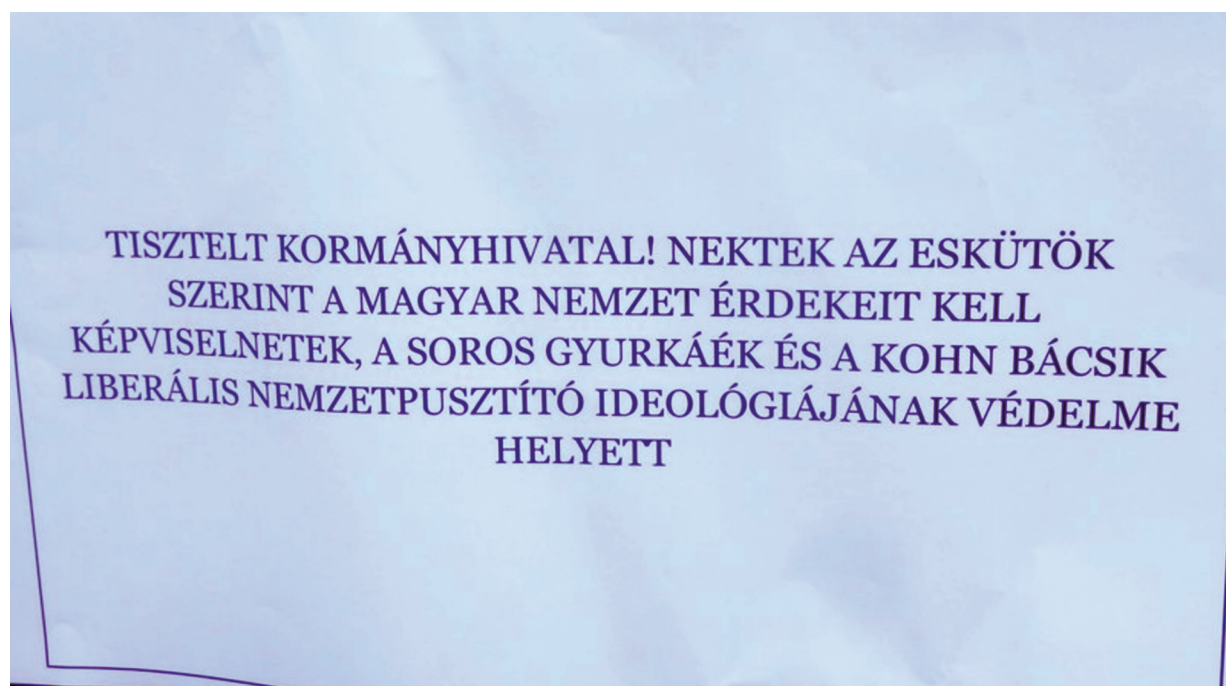 TISZTELT KORMÁNYHIVATAL! NEKTEK AZ ESKÜTÖK
SZERINT A MAGYAR NEMZET ÉRDEKEIT KELL
KÉPVISELNETEK, A SOROS GYURKÁÉK ÉS A KOHN BÁCSIK
LIBERÁLIS NEMZETPUSZTÍTÓ IDEOLÓGIÁJÁNAK VÉDELME
HELYETT